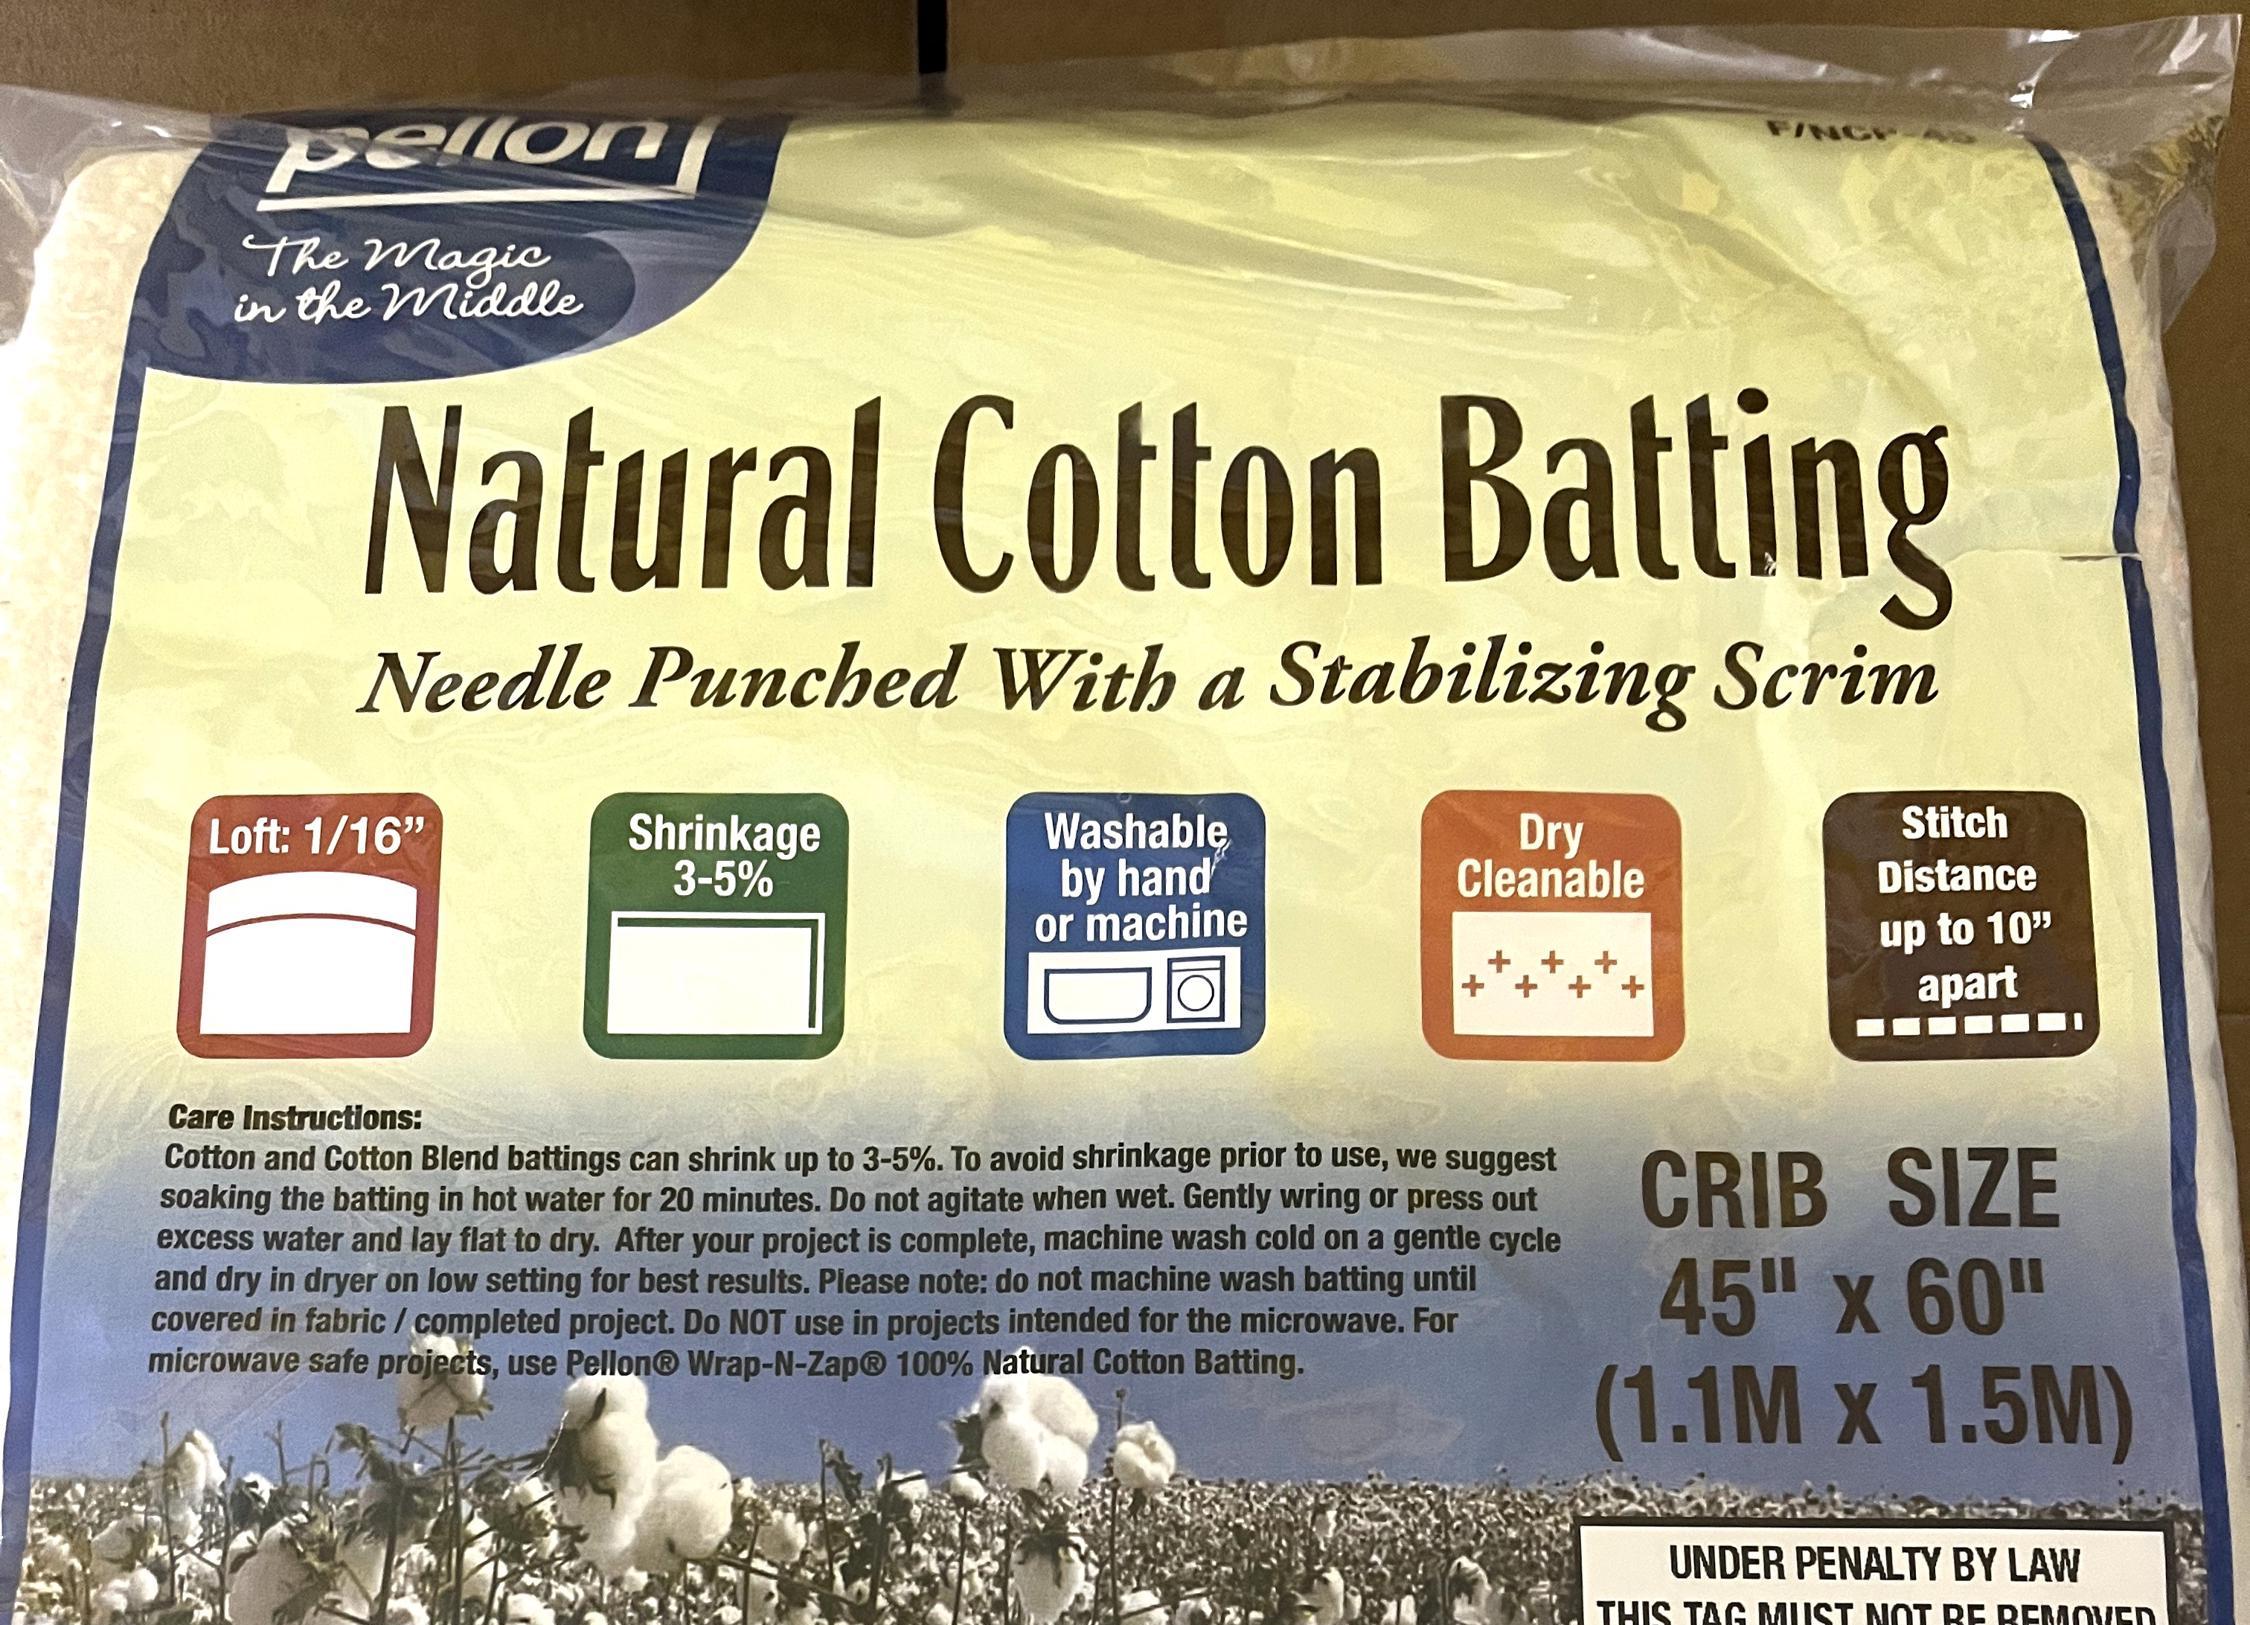 pellon
The Magic
in the Middle
Natural Cotton Batting
Needle Punched With a Stabilizing Scrim
Loft: 1/16”
Shrinkage
3-5%
Washable
by hand
or machine
Dry
Cleanable
Stitch
Distance
up to 10”
apart
Care Instructions:
Cotton and Cotton Blend battings can shrink up to 3-5%. To avoid shrinkage prior to use, we suggest
soaking the batting in hot water for 20 minutes. Do not agitate when wet. Gently wring or press out
excess water and lay flat to dry. After your project is complete, machine wash cold on a gentle cycle
and dry in dryer on low setting for best results. Please note: do not machine wash batting until
covered in fabric / completed project. Do NOT use in projects intended for the microwave. For
microwave safe projects, use Pellon® Wrap-N-Zap® 100% Natural Cotton Batting.
CRIB SIZE
45" x 60"
(1.1M x 1.5M)
UNDER PENALTY BY LAW
THIS TAG MUST NOT BE REMOVED